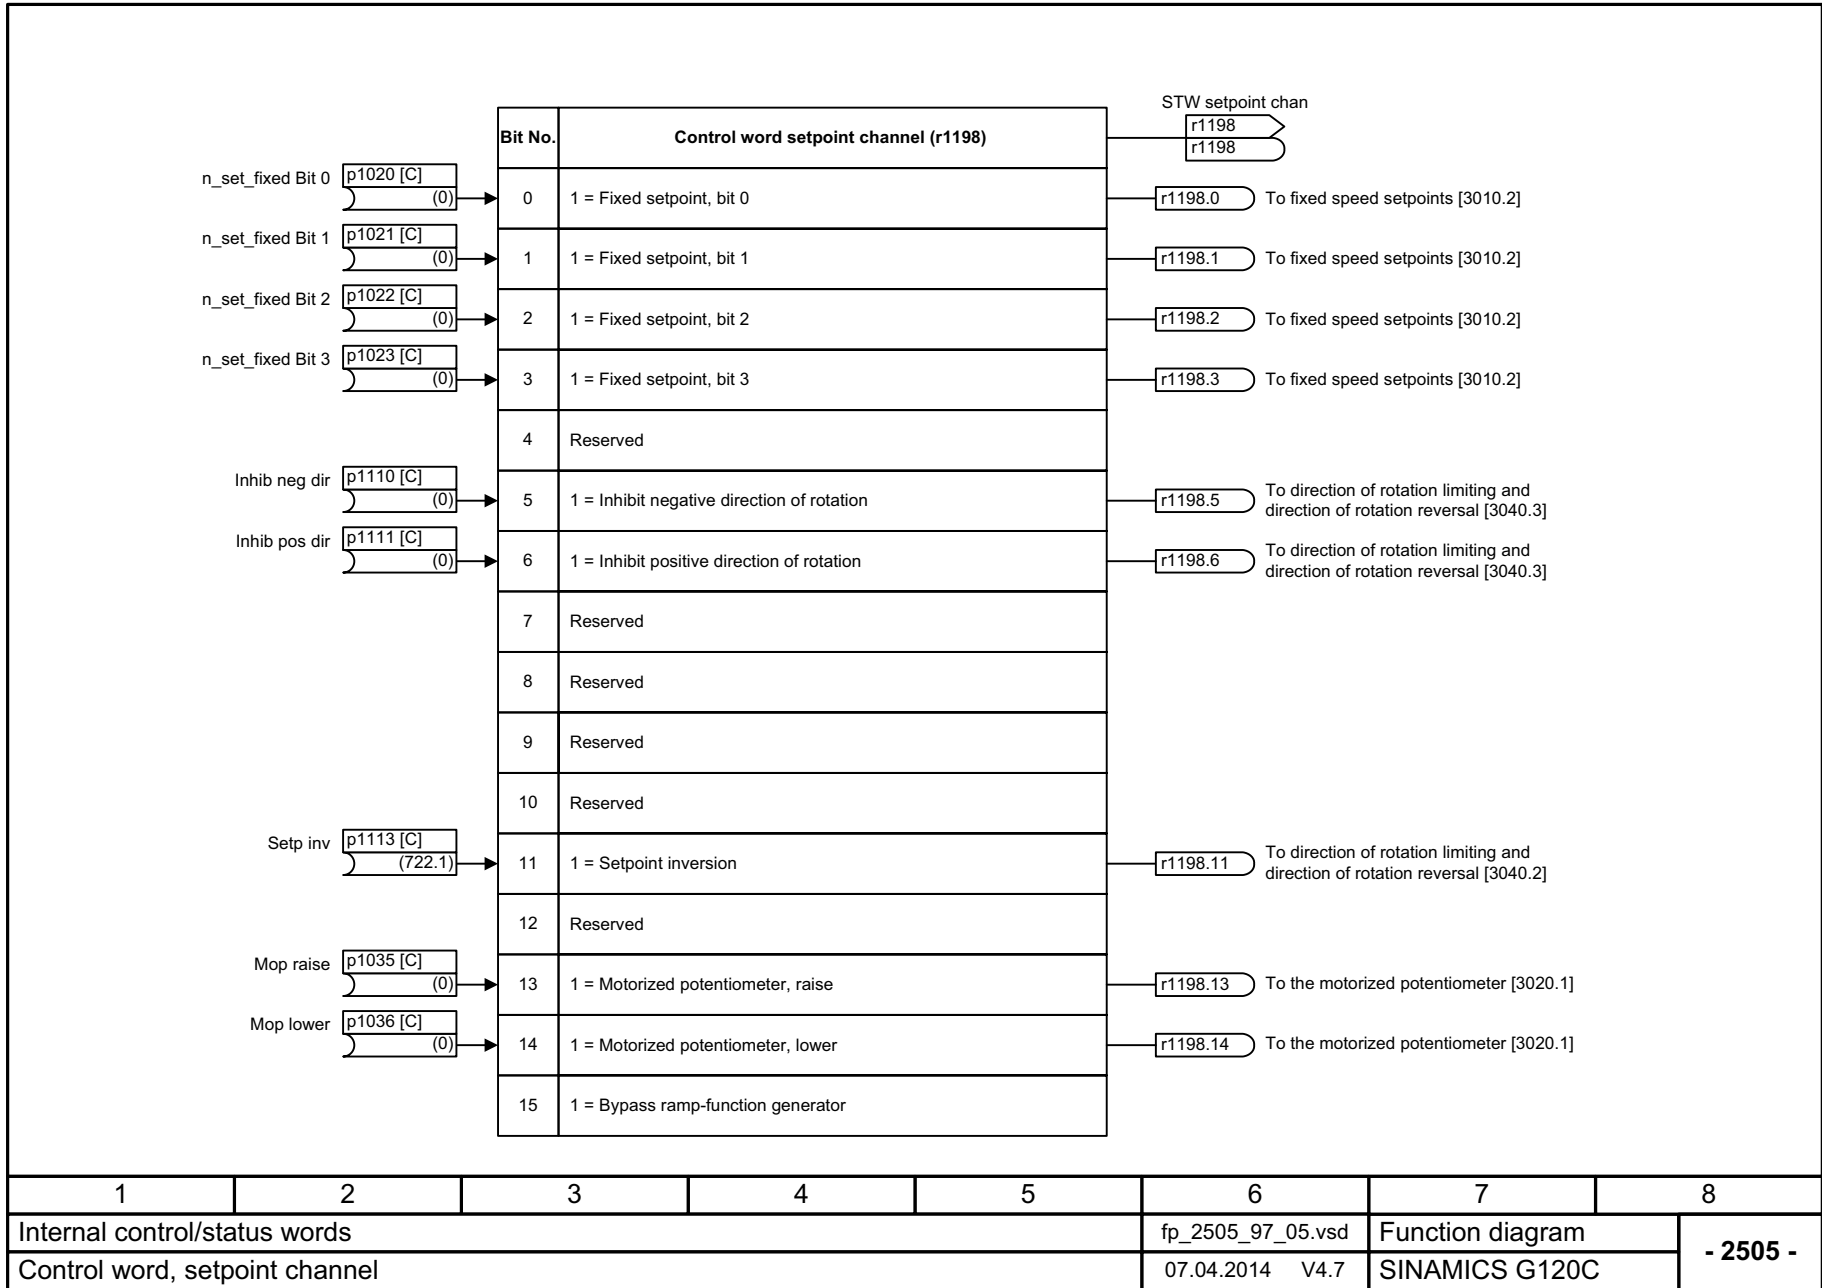 STW setpoint chan
r1198
r1198
Bit No. Control word setpoint channel (r1198)
n_set_fixed Bit 0 p1020 [C]
(0) 0 1 = Fixed setpoint, bit 0 r1198.0 To fixed speed setpoints [3010.2]
n_set_fixed Bit 1 p1021 [C]
(0) 1 1 = Fixed setpoint, bit 1 r1198.1 To fixed speed setpoints [3010.2]
n_set_fixed Bit 2 p1022 [C]
(0) 2 1 = Fixed setpoint, bit 2 r1198.2 To fixed speed setpoints [3010.2]
n_set_fixed Bit 3 p1023 [C]
(0) 3 1 = Fixed setpoint, bit 3 r1198.3 To fixed speed setpoints [3010.2]
4 Reserved
Inhib neg dir p1110 [C]
(0) 5 1 = Inhibit negative direction of rotation r1198.5 To direction of rotation limiting and
direction of rotation reversal [3040.3]
Inhib pos dir p1111 [C]
(0) 6 1 = Inhibit positive direction of rotation r1198.6 To direction of rotation limiting and
direction of rotation reversal [3040.3]
7 Reserved
8 Reserved
9 Reserved
10 Reserved
Setp inv p1113 [C]
(722.1) 11 1 = Setpoint inversion r1198.11 To direction of rotation limiting and
direction of rotation reversal [3040.2]
12 Reserved
Mop raise p1035 [C]
(0) 13 1 = Motorized potentiometer, raise r1198.13 To the motorized potentiometer [3020.1]
Mop lower p1036 [C]
(0) 14 1 = Motorized potentiometer, lower r1198.14 To the motorized potentiometer [3020.1]
15 1 = Bypass ramp-function generator
1 2 3 4 5 6 7 8
Internal control/status words fp_2505_97_05.vsd Function diagram
- 2505 -
Control word, setpoint channel 07.04.2014 V4.7 SINAMICS G120C